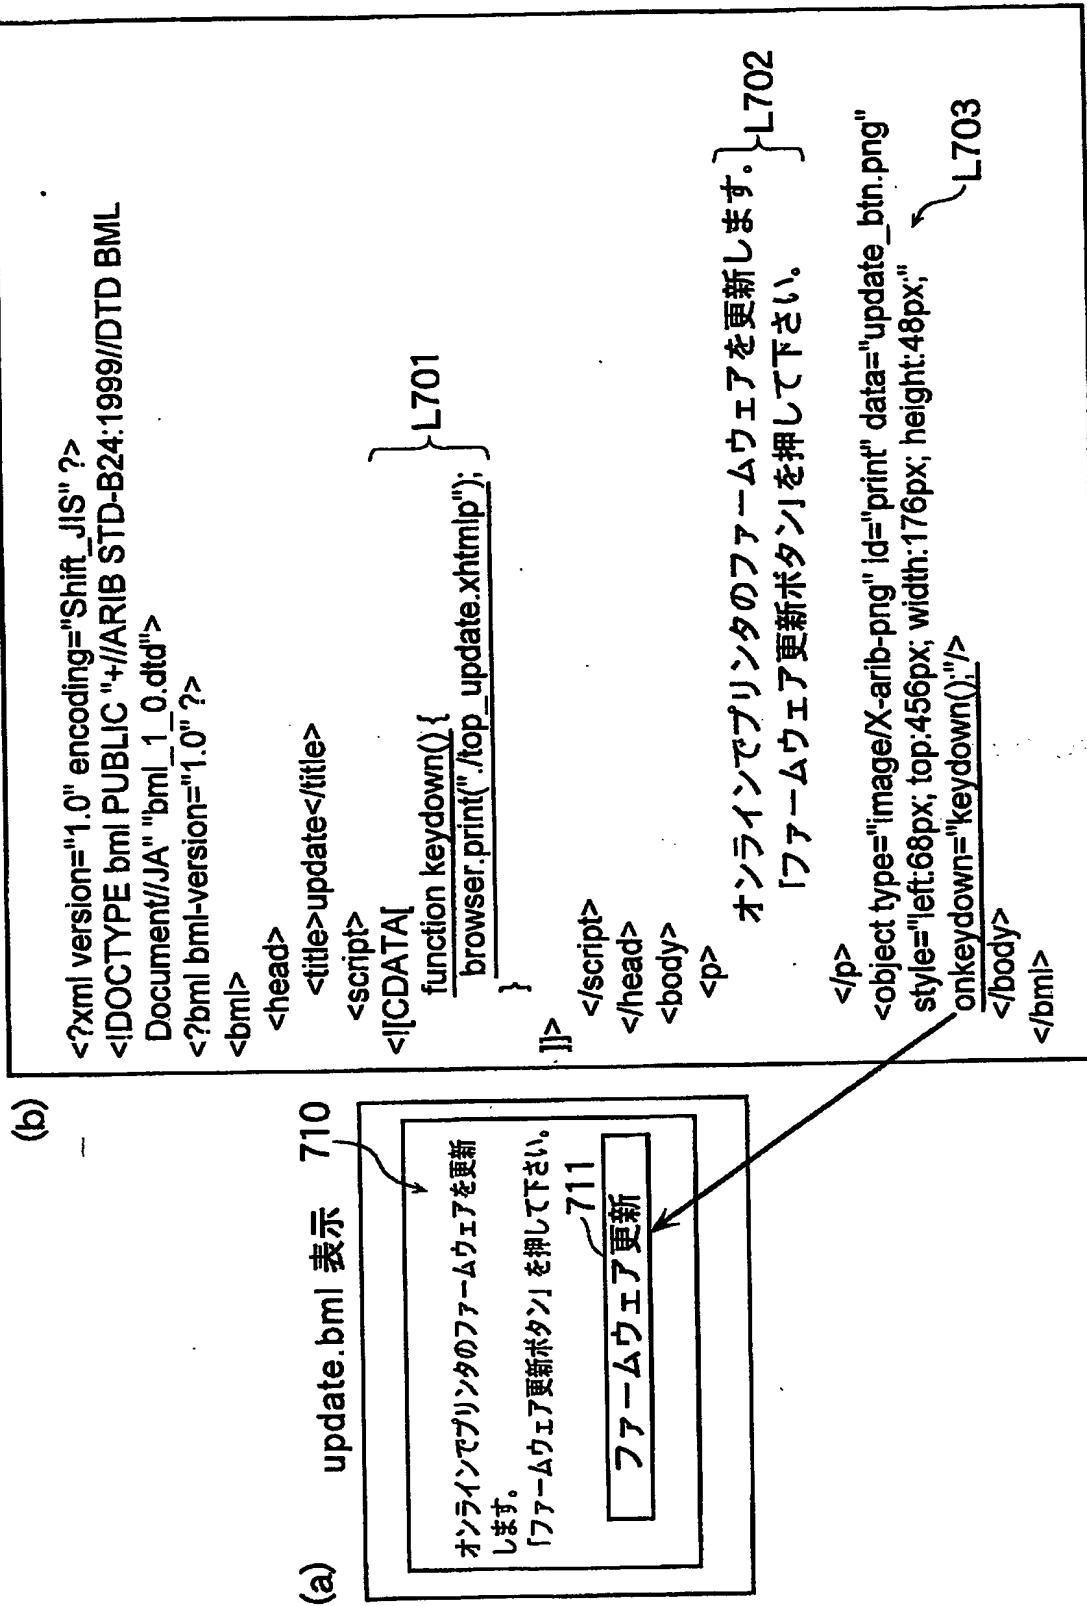 (a)
update.bml 表示
710
オンラインでプリンタのファームウェアを更新
します。
「ファームウェア更新ボタン」を押して下さい。
711
ファームウェア更新
(b)
<?xml version="1.0" encoding="Shift_JIS" ?>
<!DOCTYPE bml PUBLIC "+//ARIB STD-B24:1999//DTD BML
Document//JA" "bml_1_0.dtd">
<?bml bml-version="1.0" ?>
<bml>
<head>
<title>update</title>
<script>
<![CDATA[
function keydown() {
browser.print("./top_update.xhtmlp");
}
L701
]]>
</script>
</head>
<body>
<p>
オンラインでプリンタのファームウェアを更新します。
「ファームウェア更新ボタン」を押して下さい。
L702
</p>
<object type="image/X-arib-png" id="print" data="update_btn.png"
style="left:68px; top:456px; width:176px; height:48px;"
onkeydown="keydown();"/>
L703
</body>
</bml>